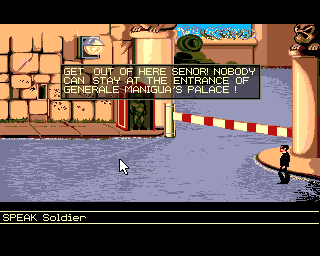 GET OUT OF HERE SENOR! NOBODY
CAN STAY AT THE ENTRANCE OF
GENERALE MANIGUA'S PALACE !
SPEAK Soldier